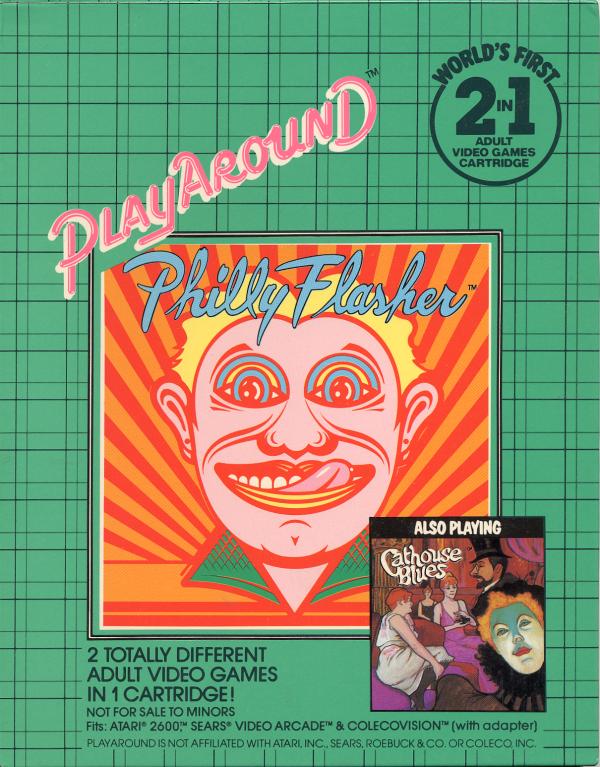 WORLD'S FIRST
2 IN 1
ADULT
VIDEO GAMES
CARTRIDGE
PLAYAROUND™
Philly Flasher™
ALSO PLAYING
Cathouse
Blues
2 TOTALLY DIFFERENT
ADULT VIDEO GAMES
IN 1 CARTRIDGE!
NOT FOR SALE TO MINORS
Fits: ATARI® 2600,™ SEARS® VIDEO ARCADE™ & COLECOVISION™ (with adapter)
PLAYAROUND IS NOT AFFILIATED WITH ATARI, INC., SEARS, ROEBUCK & CO. OR COLECO, INC.